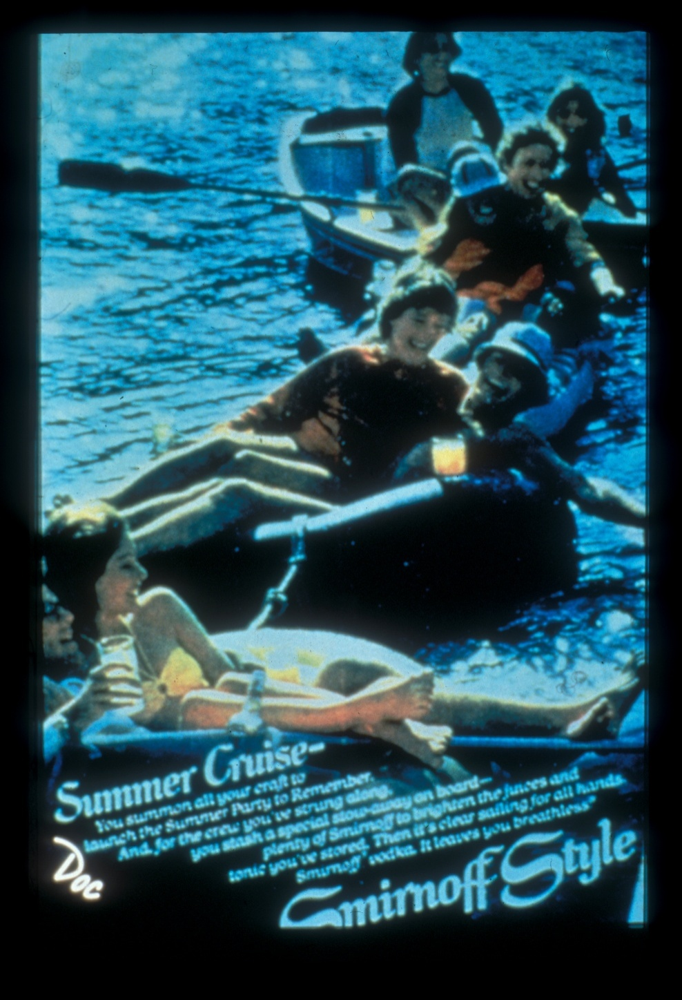 Summer Cruise–
You summon all your craft to
launch the Summer Party to Remember.
And, for the crew you've strung along,
you stash a special stowaway on board—
plenty of Smirnoff to brighten the juices and
tonic you've stored. Then it's clear sailing for all hands.
Smirnoff® vodka. It leaves you breathless®
Smirnoff Style
Doc